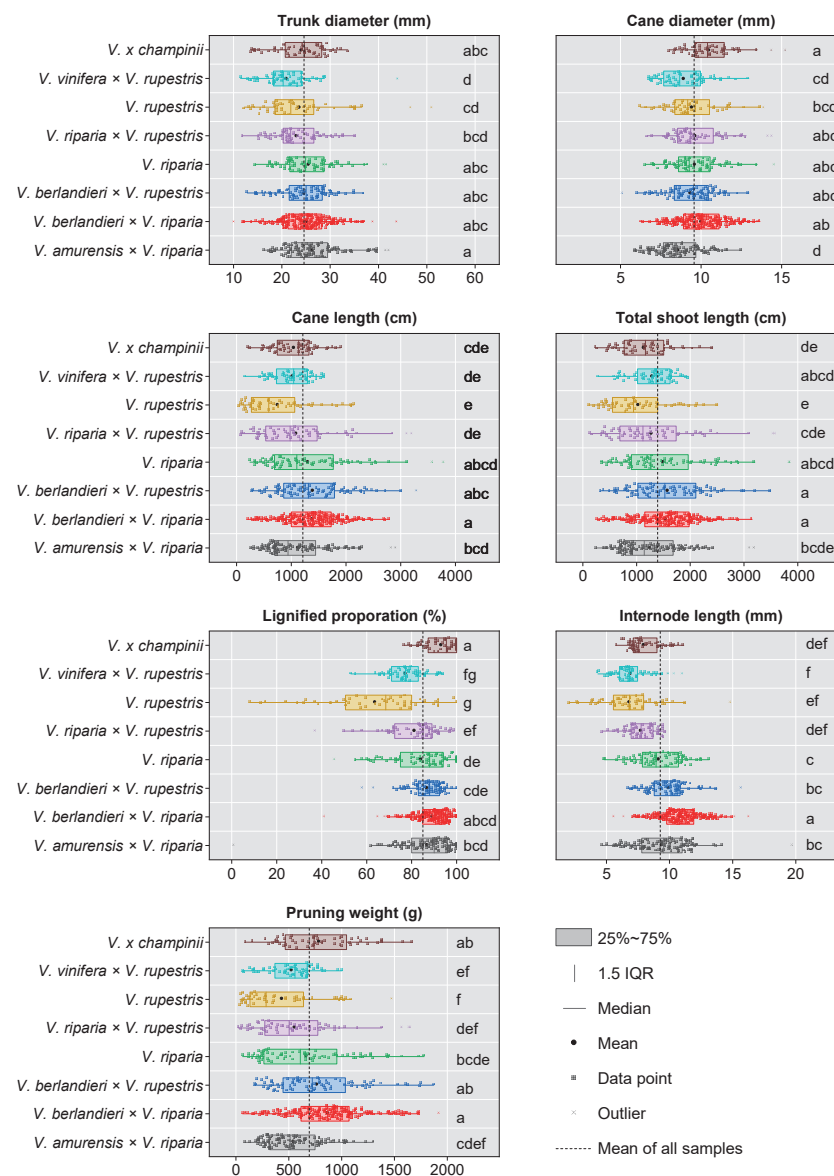 Trunk diameter (mm)
V. x champinii
abc
V. vinifera × V. rupestris
d
V. rupestris
cd
V. riparia × V. rupestris
bcd
V. riparia
abc
V. berlandieri × V. rupestris
abc
V. berlandieri × V. riparia
abc
V. amurensis × V. riparia
a
10 20 30 40 50 60
Cane diameter (mm)
a
cd
bcd
abc
abc
abc
ab
d
5 10 15
Cane length (cm)
V. x champinii
cde
V. vinifera × V. rupestris
de
V. rupestris
e
V. riparia × V. rupestris
de
V. riparia
abcd
V. berlandieri × V. rupestris
abc
V. berlandieri × V. riparia
a
V. amurensis × V. riparia
bcd
0 1000 2000 3000 4000
Total shoot length (cm)
de
abcd
e
cde
abcd
a
a
bcde
0 1000 2000 3000 4000
Lignified proporation (%)
V. x champinii
a
V. vinifera × V. rupestris
fg
V. rupestris
g
V. riparia × V. rupestris
ef
V. riparia
de
V. berlandieri × V. rupestris
cde
V. berlandieri × V. riparia
abcd
V. amurensis × V. riparia
bcd
0 20 40 60 80 100
Internode length (mm)
def
f
ef
def
c
bc
a
bc
5 10 15 20
Pruning weight (g)
V. x champinii
ab
V. vinifera × V. rupestris
ef
V. rupestris
f
V. riparia × V. rupestris
def
V. riparia
bcde
V. berlandieri × V. rupestris
ab
V. berlandieri × V. riparia
a
V. amurensis × V. riparia
cdef
0 500 1000 1500 2000
25%~75%
1.5 IQR
Median
Mean
Data point
Outlier
Mean of all samples